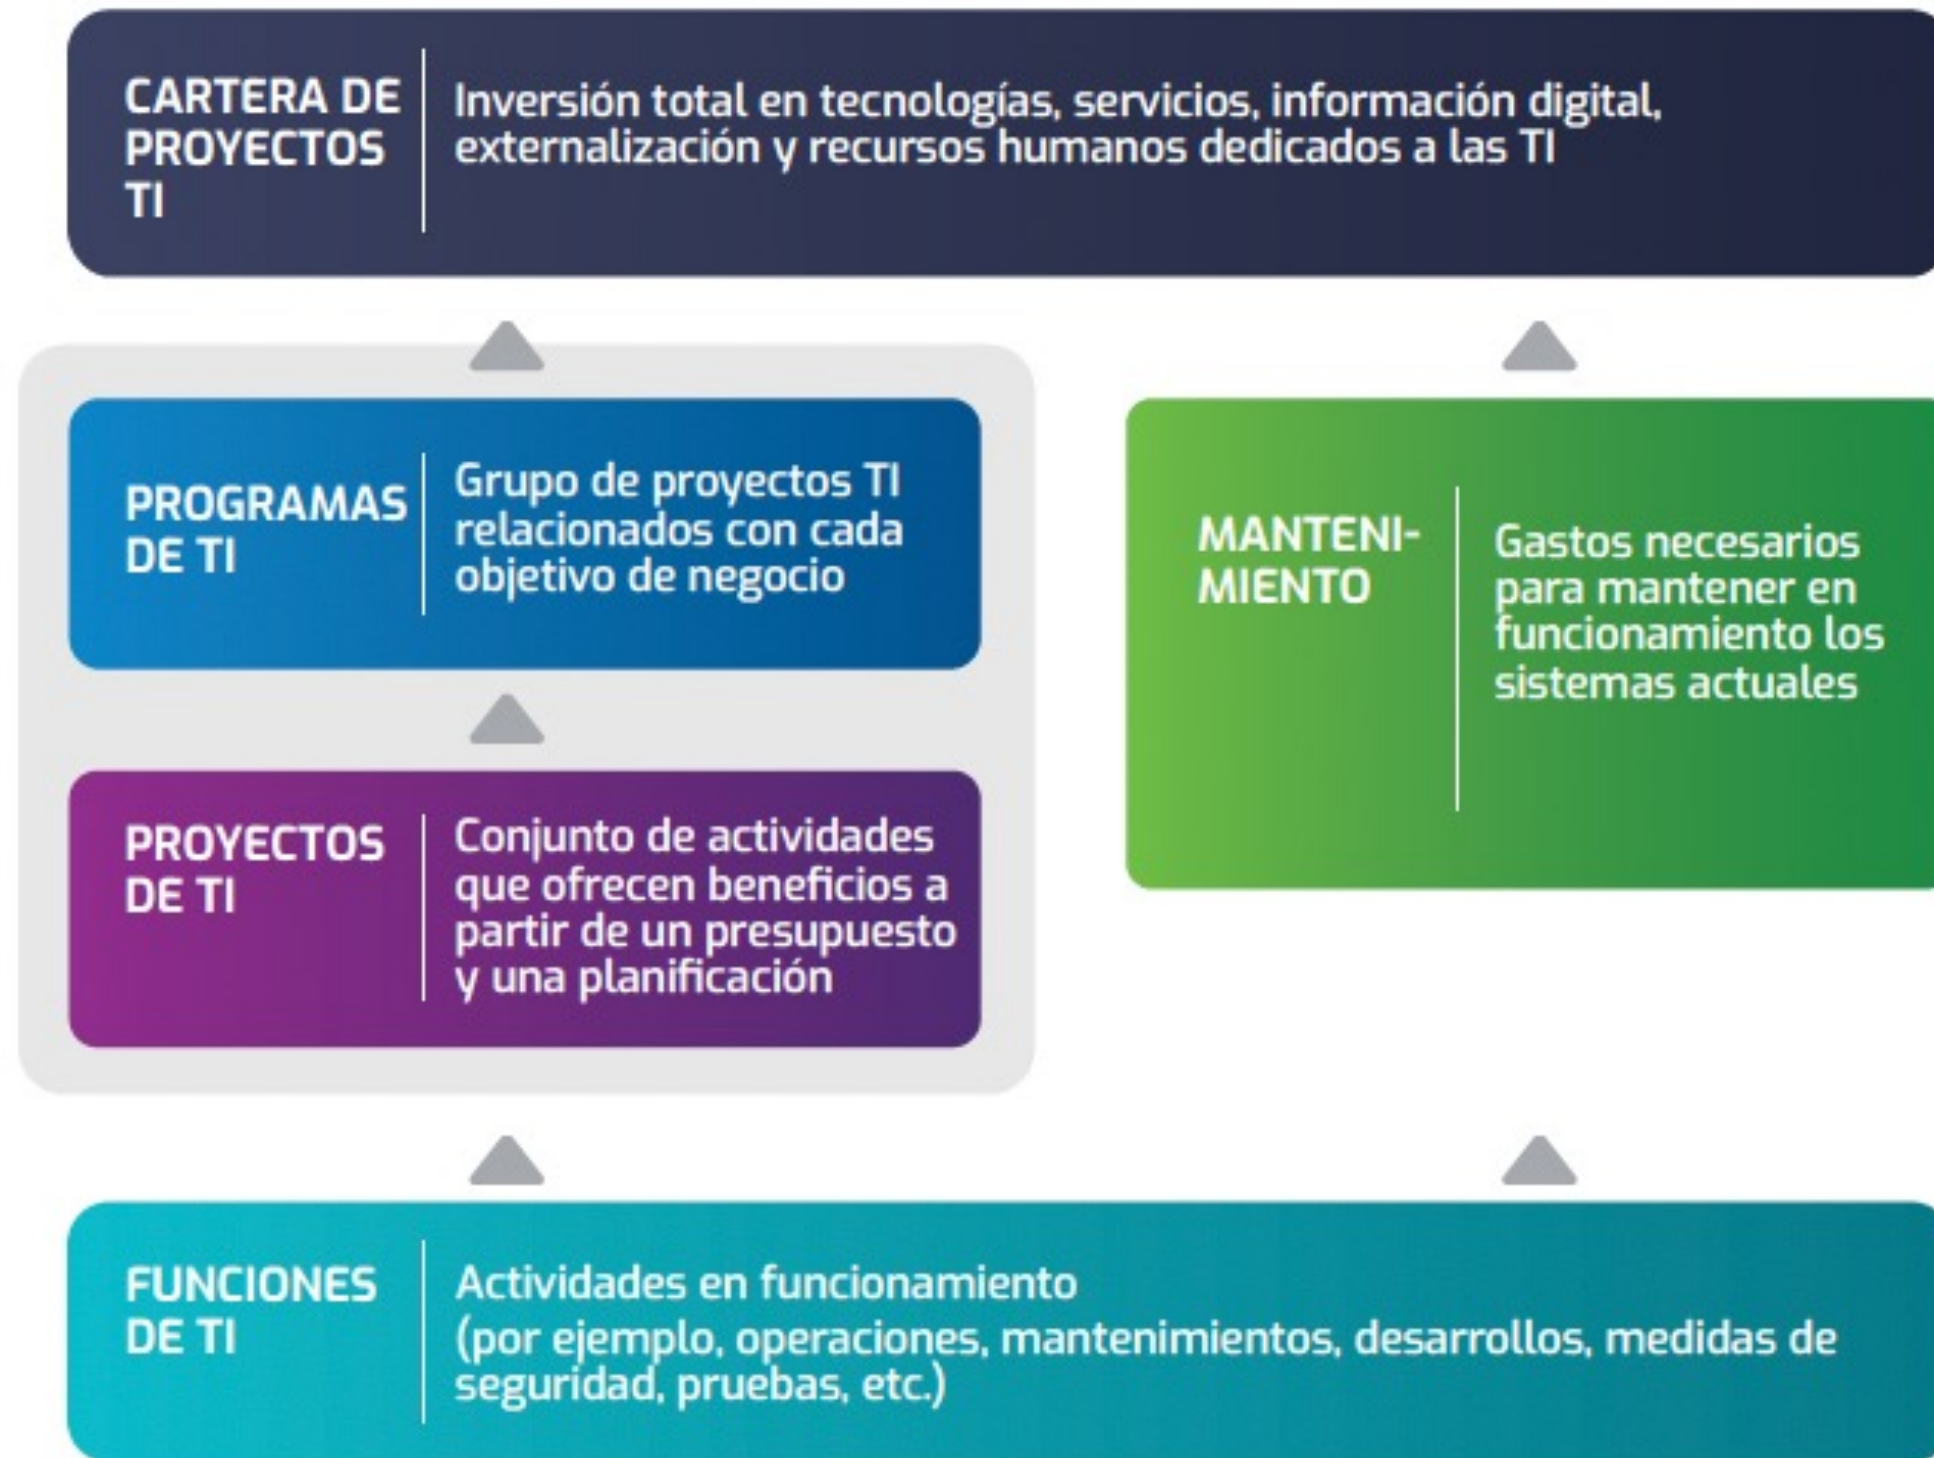 CARTERA DE
PROYECTOS
TI
Inversión total en tecnologías, servicios, información digital,
externalización y recursos humanos dedicados a las TI
PROGRAMAS
DE TI
Grupo de proyectos TI
relacionados con cada
objetivo de negocio
MANTENI-
MIENTO
Gastos necesarios
para mantener en
funcionamiento los
sistemas actuales
PROYECTOS
DE TI
Conjunto de actividades
que ofrecen beneficios a
partir de un presupuesto
y una planificación
FUNCIONES
DE TI
Actividades en funcionamiento
(por ejemplo, operaciones, mantenimientos, desarrollos, medidas de
seguridad, pruebas, etc.)